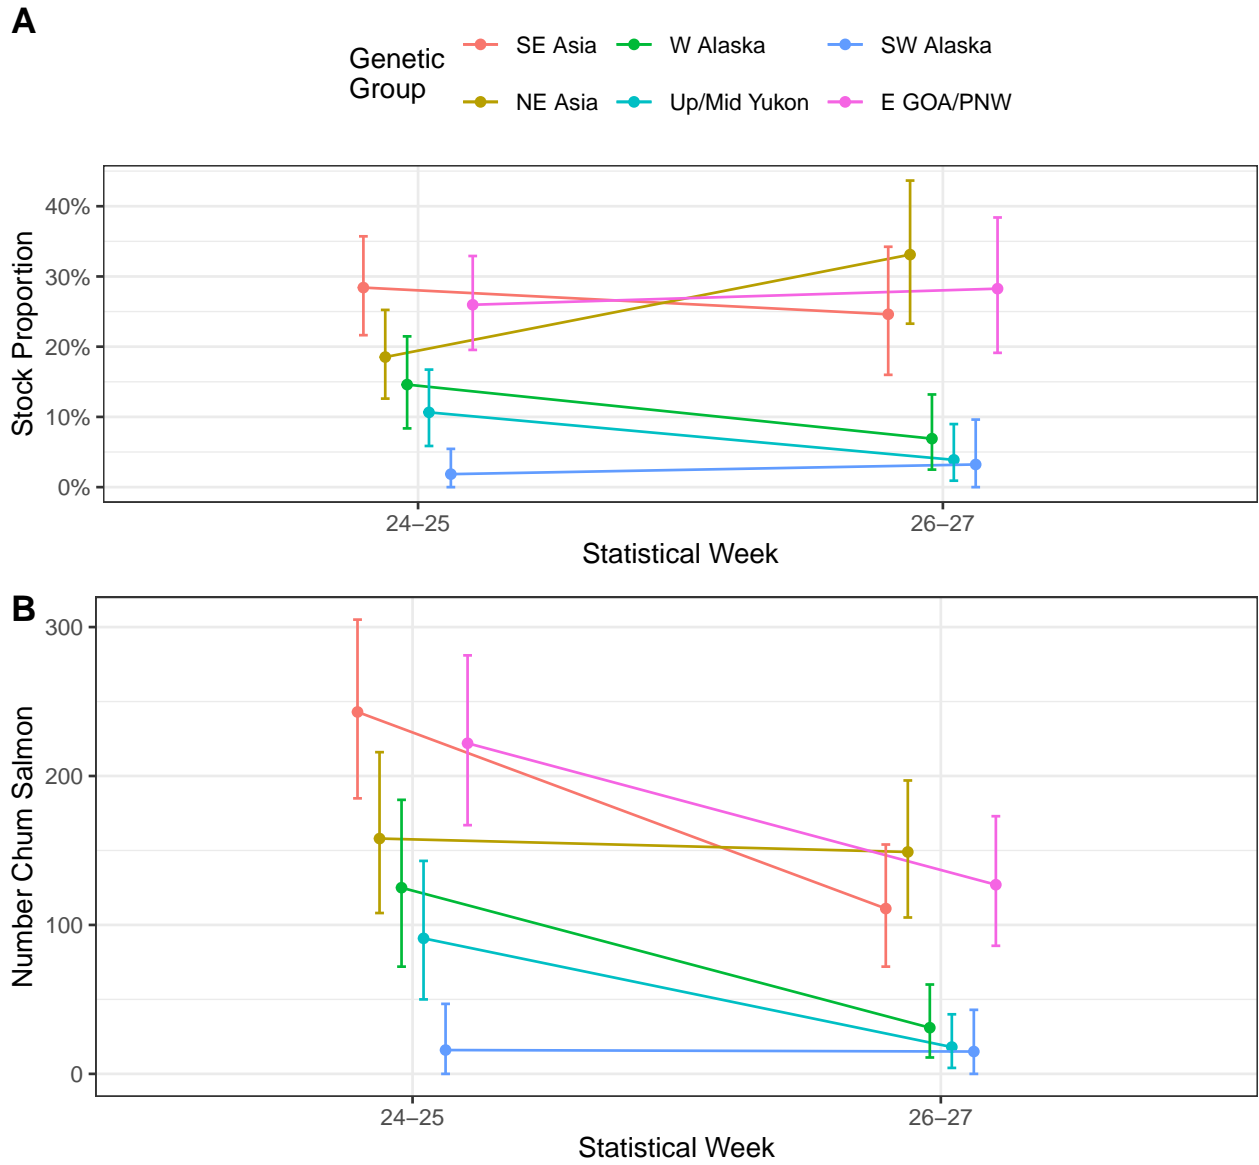 A
Genetic
Group
SE Asia
W Alaska
SW Alaska
NE Asia
Up/Mid Yukon
E GOA/PNW
Stock Proportion
40%
30%
20%
10%
0%
24–25
26–27
Statistical Week
B
Number Chum Salmon
300
200
100
0
24–25
26–27
Statistical Week